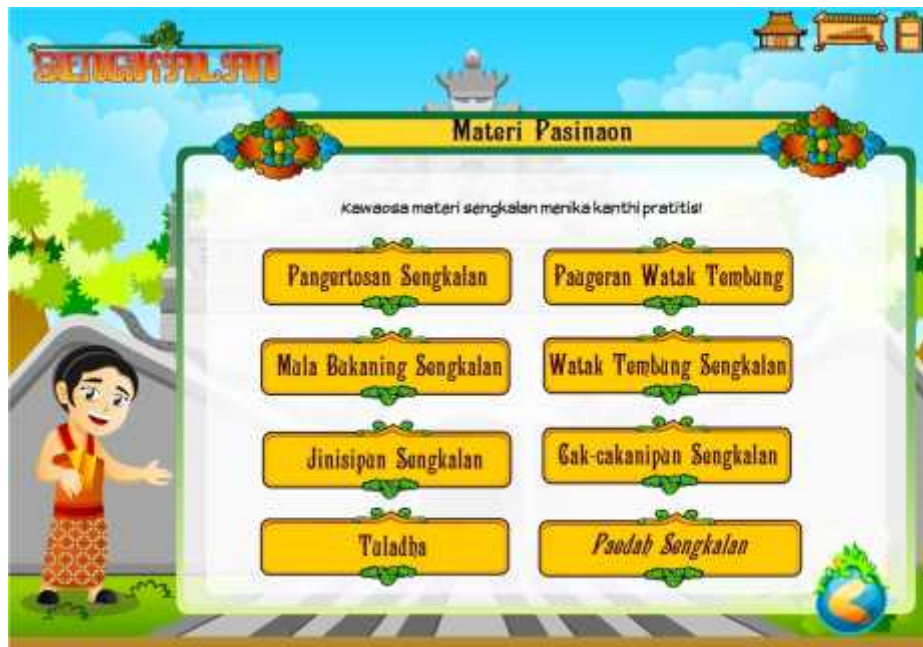 SENGKALAN
Materi Pasinaon
Kawaosa materi sengkalan menika kanthi pratitis!
Pangertosan Sengkalan
Paugeran Watak Tembung
Mula Bukaning Sengkalan
Watak Tembung Sengkalan
Jinisipun Sengkalan
Cak-cakanipun Sengkalan
Tuladha
Paedah Sengkalan